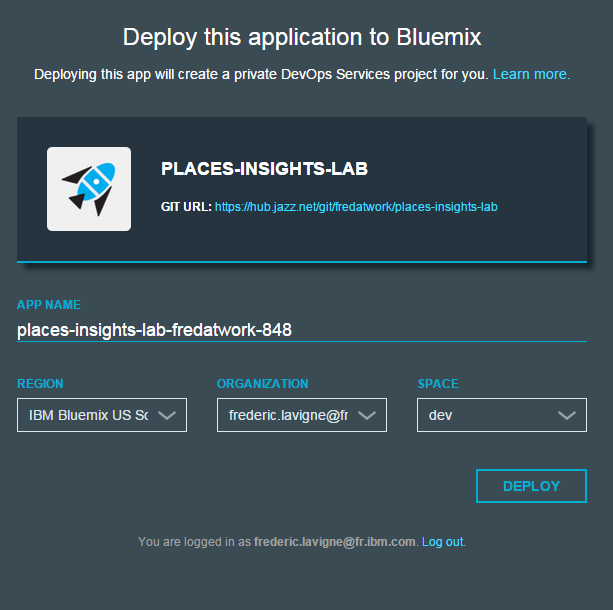 Deploy this application to Bluemix
Deploying this app will create a private DevOps Services project for you. Learn more.
PLACES-INSIGHTS-LAB
GIT URL: https://hub.jazz.net/git/fredatwork/places-insights-lab
APP NAME
places-insights-lab-fredatwork-848
REGION ORGANIZATION SPACE
IBM Bluemix US So frederic.lavigne@fr dev
DEPLOY
You are logged in as frederic.lavigne@fr.ibm.com. Log out.